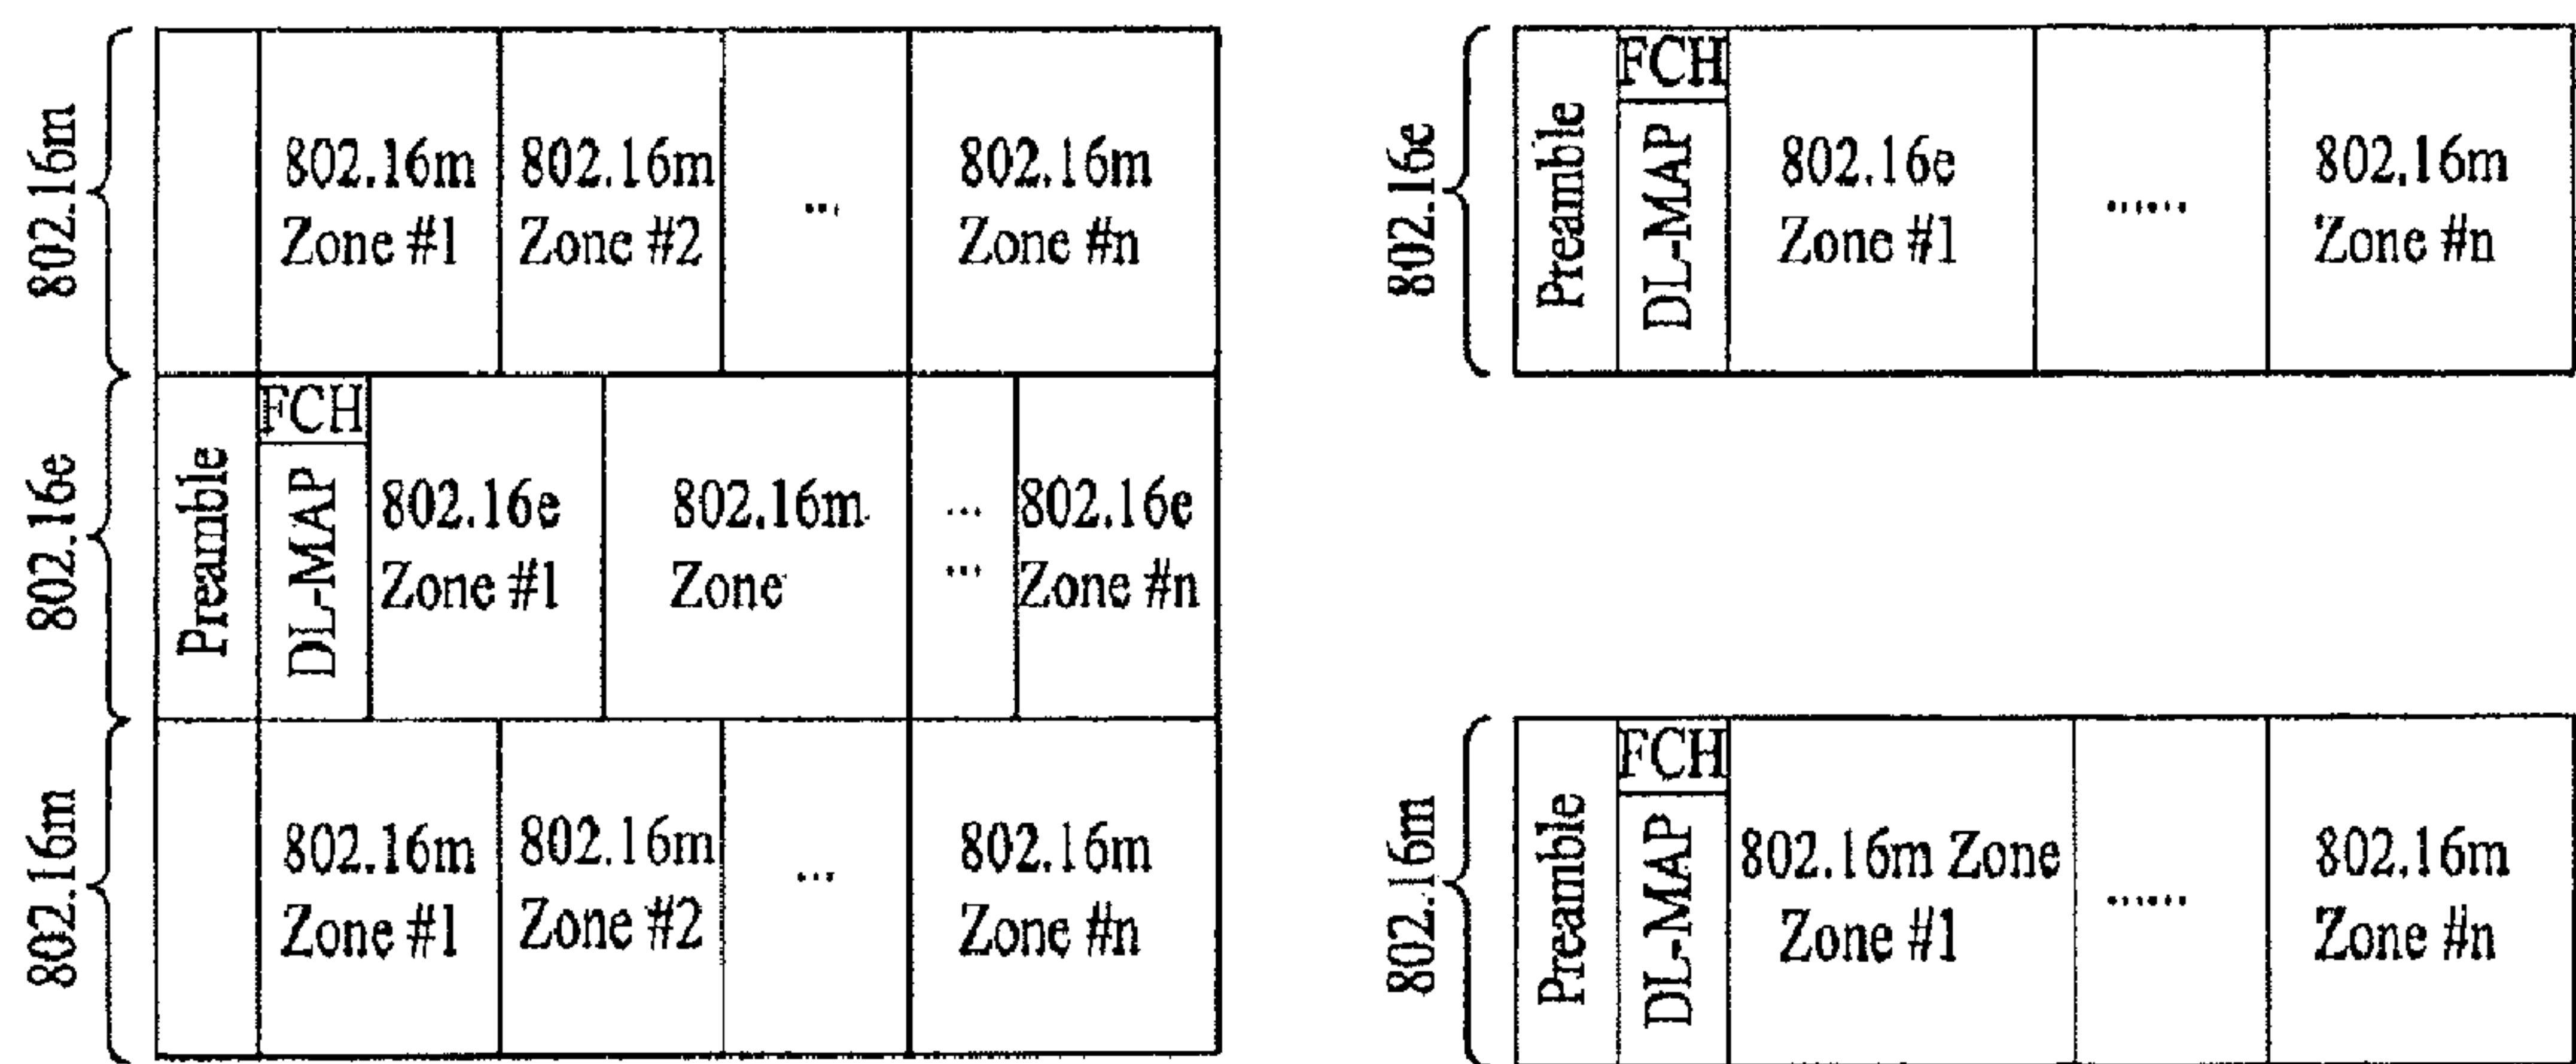 802.16m
802.16m 802.16m ... 802.16m
Zone #1 Zone #2 Zone #n
802.16e
Preamble
FCH
DL-MAP
802.16e 802.16m ... 802.16e
Zone #1 Zone ... Zone #n
802.16m
802.16m 802.16m ... 802.16m
Zone #1 Zone #2 Zone #n
802.16e
Preamble
FCH
DL-MAP
802.16e ...... 802.16m
Zone #1 Zone #n
802.16m
Preamble
FCH
DL-MAP
802.16m Zone ...... 802.16m
Zone #1 Zone #n